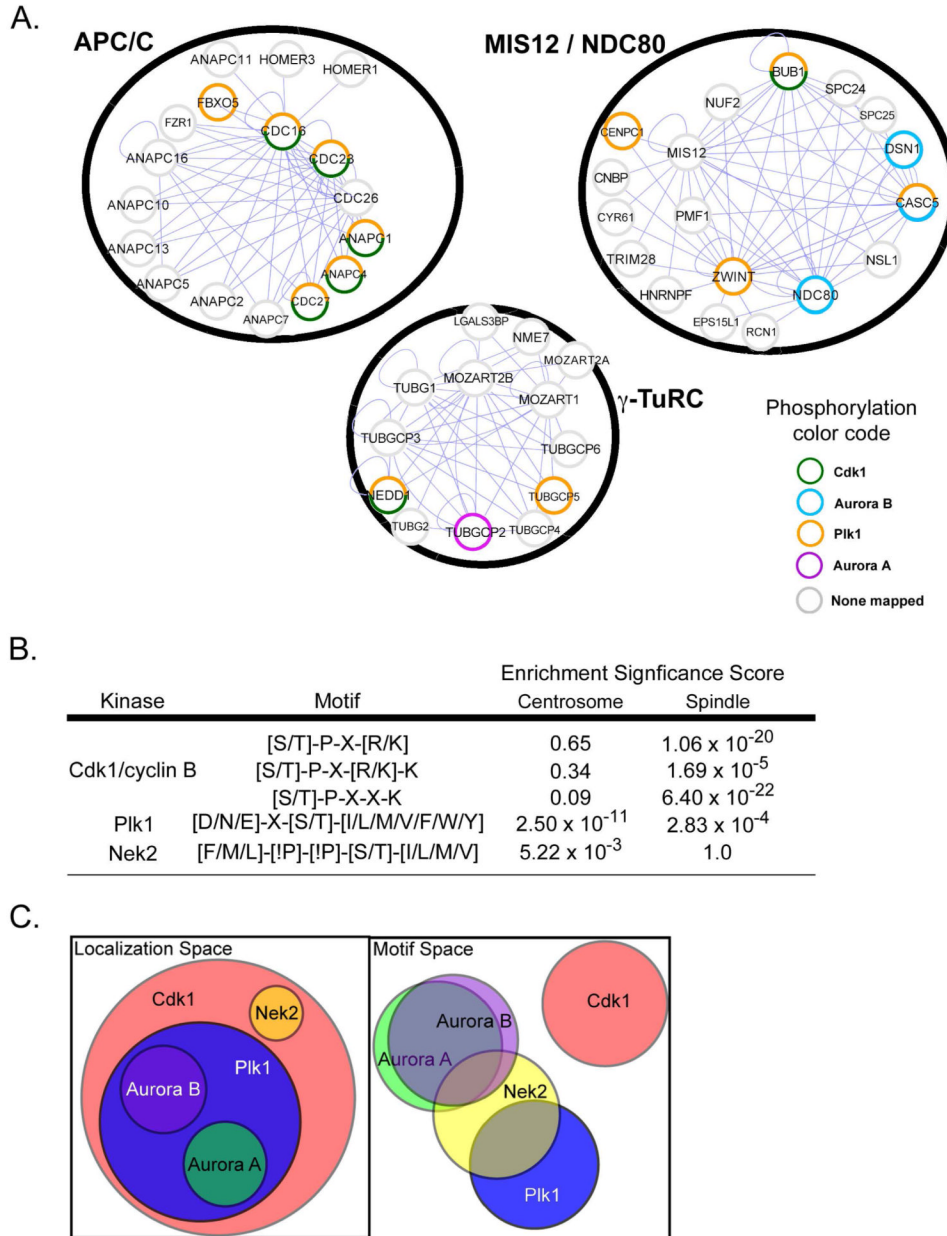 A.
APC/C
MIS12 / NDC80
ANAPC11
HOMER3
HOMER1
FBXO5
FZR1
CDC16
ANAPC16
CDC23
CDC26
ANAPC10
ANAPC1
ANAPC13
ANAPC4
ANAPC5
CDC27
ANAPC2
ANAPC7
BUB1
SPC24
NUF2
SPC25
CENPC1
DSN1
MIS12
CNBP
CASC5
CYR61
PMF1
TRIM28
ZWINT
NSL1
HNRNPF
NDC80
EPS15L1
RCN1
LGALS3BP
NME7
MOZART2A
MOZART2B
TUBG1
MOZART1
γ-TuRC
TUBGCP3
TUBGCP6
NEDD1
TUBGCP5
TUBG2
TUBGCP2
TUBGCP4
Phosphorylation
color code
Cdk1
Aurora B
Plk1
Aurora A
None mapped
B.
Enrichment Signficance Score
Kinase Motif Centrosome Spindle
[S/T]-P-X-[R/K] 0.65 1.06 x 10⁻²⁰
Cdk1/cyclin B [S/T]-P-X-[R/K]-K 0.34 1.69 x 10⁻⁵
[S/T]-P-X-X-K 0.09 6.40 x 10⁻²²
Plk1 [D/N/E]-X-[S/T]-[I/L/M/V/F/W/Y] 2.50 x 10⁻¹¹ 2.83 x 10⁻⁴
Nek2 [F/M/L]-[!P]-[!P]-[S/T]-[I/L/M/V] 5.22 x 10⁻³ 1.0
C.
Localization Space
Cdk1
Nek2
Plk1
Aurora B
Aurora A
Motif Space
Cdk1
Aurora B
Aurora A
Nek2
Plk1